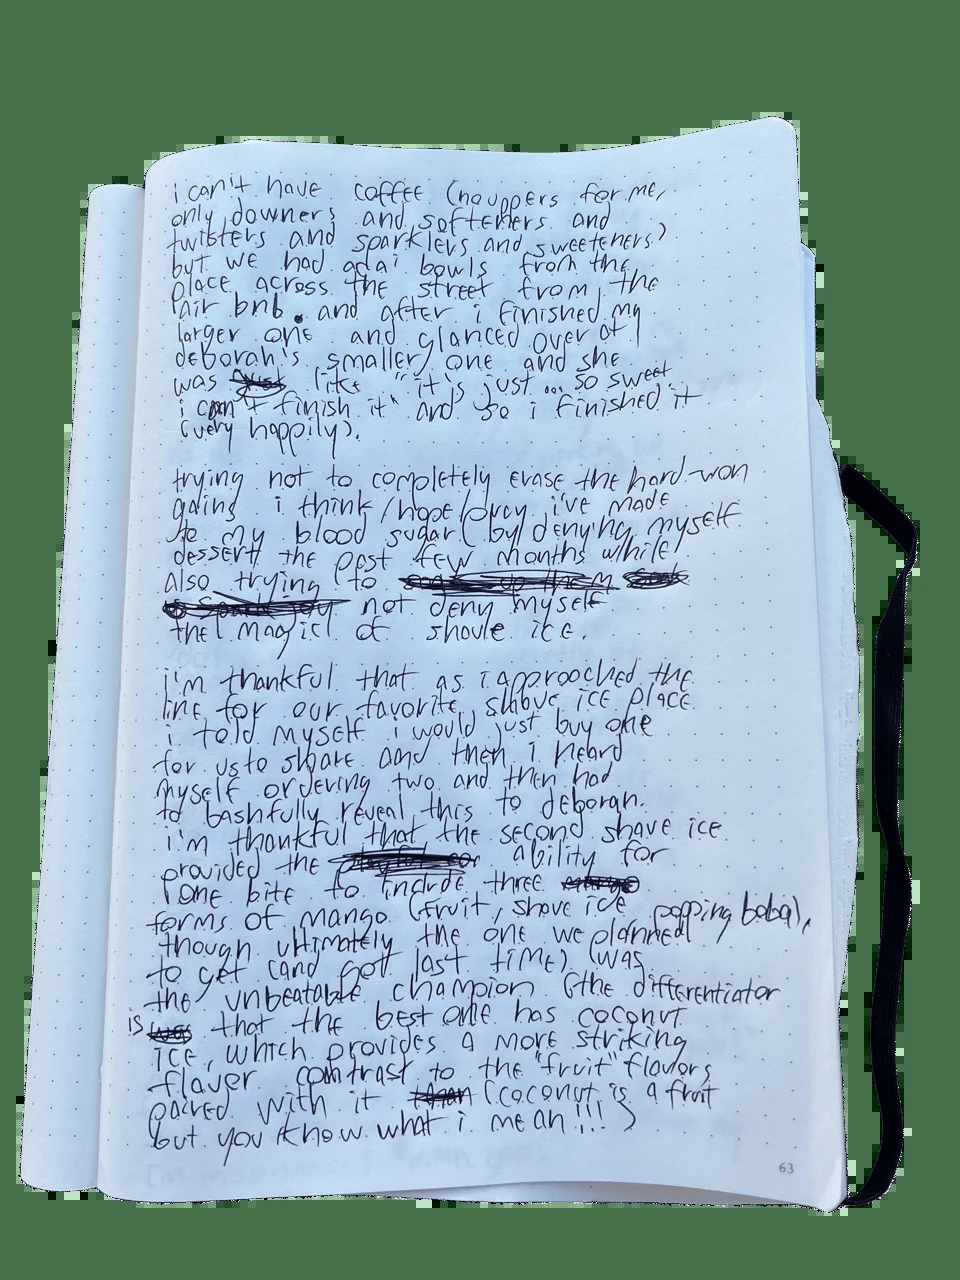 i can't have coffee (no uppers for me,
only downers and softeners and
twisters and sparklers and sweeteners)
but we had acai bowls from the
place across the street from the
air bnb. and after i finished my
larger one and glanced over at
deborah's smaller one and she
was like "it's just... so sweet
i can't finish it" and so i finished it
(very happily).
trying not to completely erase the hard-won
gains i think/hope/pray i've made
to my blood sugar (by denying myself
dessert) the past few months while
also trying to
not deny myself
the magic of shave ice.
i'm thankful that as i approached the
line for our favorite shave ice place
i told myself i would just buy one
for us to share and then i heard
myself ordering two and then had
to bashfully reveal this to deborah.
i'm thankful that the second shave ice
provided the ability for
one bite to include three
forms of mango (fruit, shave ice, popping boba),
though ultimately the one we planned
to get (and got last time) was
the unbeatable champion (the differentiator
is that the best one has coconut
ice, which provides a more striking
flavor contrast to the "fruit" flavors
paired with it (coconut is a fruit
but you know what i mean!!!)
63